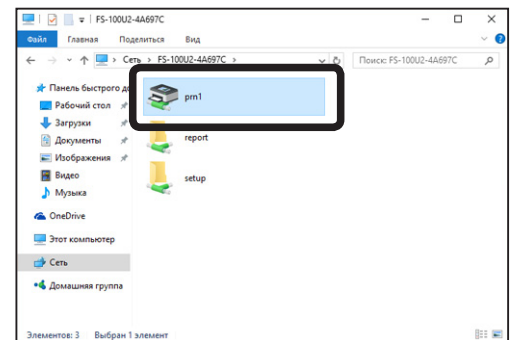 FS-100U2-4A697C
Файл Главная Поделиться Вид
Сеть > FS-100U2-4A697C > Поиск: FS-100U2-4A697C
Панель быстрого до
Рабочий стол
Загрузки
Документы
Изображения
Видео
Музыка
OneDrive
Этот компьютер
Сеть
Домашняя группа
prn1
report
setup
Элементов: 3 Выбран 1 элемент